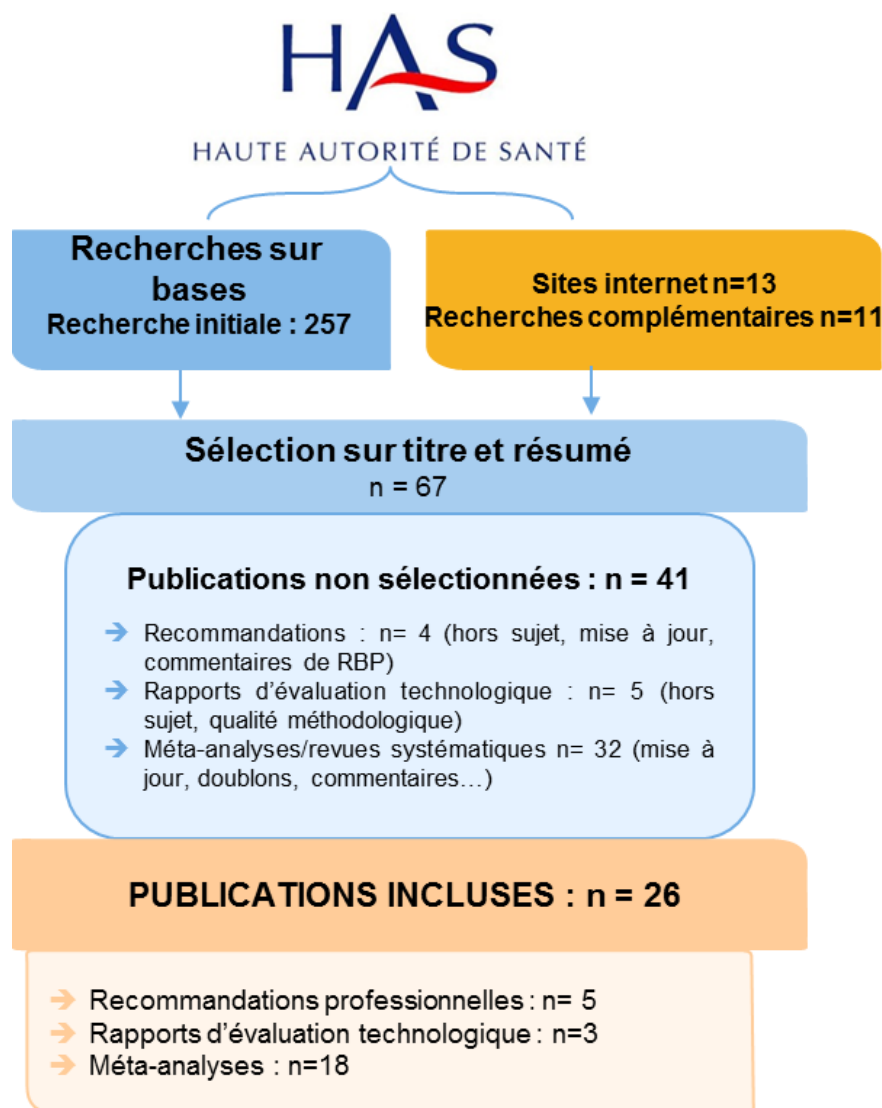 HAS
HAUTE AUTORITÉ DE SANTÉ
Recherches sur
bases
Recherche initiale : 257
Sites internet n=13
Recherches complémentaires n=11
Sélection sur titre et résumé
n = 67
Publications non sélectionnées : n = 41
➔ Recommandations : n= 4 (hors sujet, mise à jour,
commentaires de RBP)
➔ Rapports d’évaluation technologique : n= 5 (hors
sujet, qualité méthodologique)
➔ Méta-analyses/revues systématiques n= 32 (mise à
jour, doublons, commentaires…)
PUBLICATIONS INCLUSES : n = 26
➔ Recommandations professionnelles : n= 5
➔ Rapports d’évaluation technologique : n=3
➔ Méta-analyses : n=18